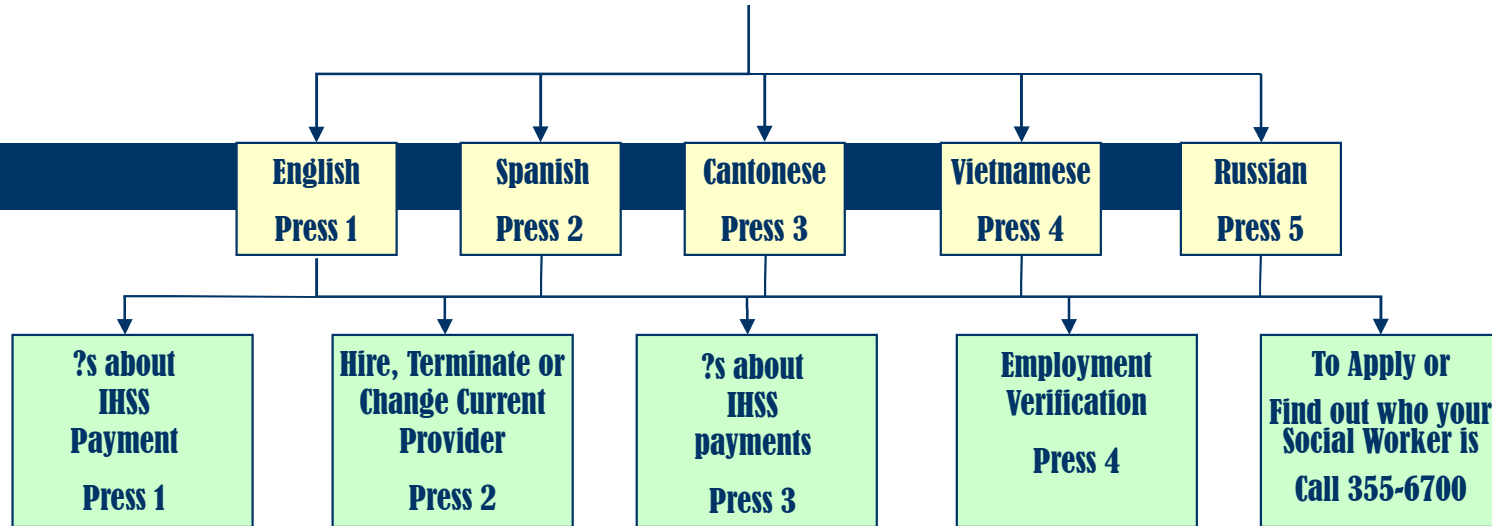 English
Press 1
Spanish
Press 2
Cantonese
Press 3
Vietnamese
Press 4
Russian
Press 5
?s about
IHSS
Payment
Press 1
Hire, Terminate or
Change Current
Provider
Press 2
?s about
IHSS
payments
Press 3
Employment
Verification
Press 4
To Apply or
Find out who your
Social Worker is
Call 355-6700